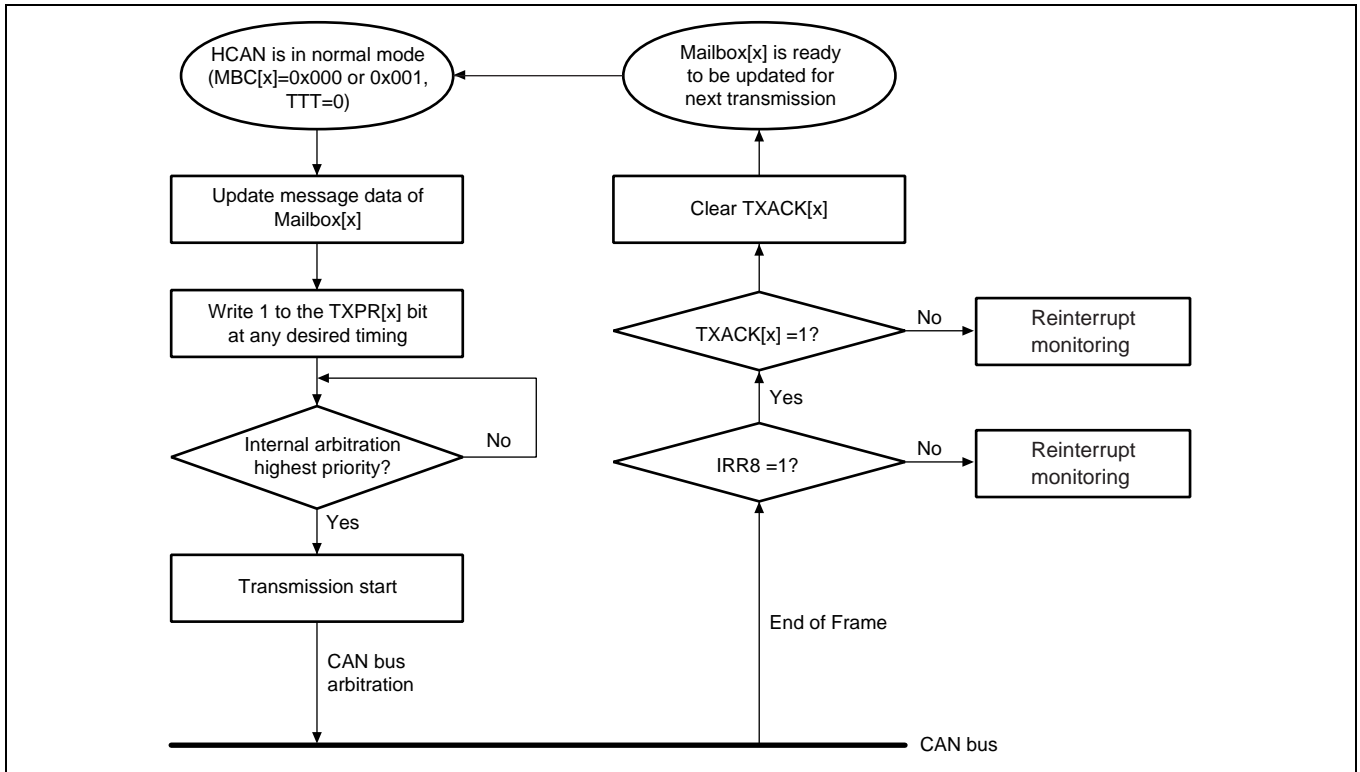 HCAN is in normal mode
(MBC[x]=0x000 or 0x001,
TTT=0)
Update message data of
Mailbox[x]
Write 1 to the TXPR[x] bit
at any desired timing
Internal arbitration
highest priority?
No
Yes
Transmission start
CAN bus
arbitration
Mailbox[x] is ready
to be updated for
next transmission
Clear TXACK[x]
TXACK[x] =1?
No
Reinterrupt
monitoring
Yes
IRR8 =1?
No
Reinterrupt
monitoring
End of Frame
CAN bus